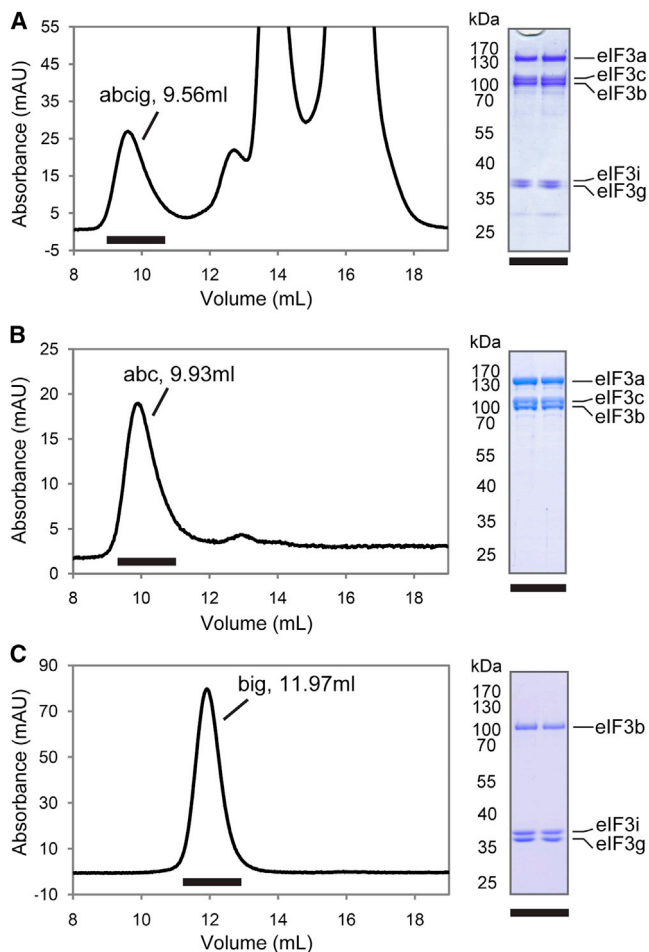 A
Absorbance (mAU)
55
45
35
25
15
5
-5
abcig, 9.56ml
8 10 12 14 16 18
Volume (mL)
kDa
170
130
100
70
55
40
35
25
eIF3a
eIF3c
eIF3b
eIF3i
eIF3g
B
Absorbance (mAU)
25
20
15
10
5
0
abc, 9.93ml
8 10 12 14 16 18
Volume (mL)
kDa
170
130
100
70
55
40
35
25
eIF3a
eIF3c
eIF3b
C
Absorbance (mAU)
90
70
50
30
10
-10
big, 11.97ml
8 10 12 14 16 18
Volume (mL)
kDa
170
130
100
70
55
40
35
25
eIF3b
eIF3i
eIF3g